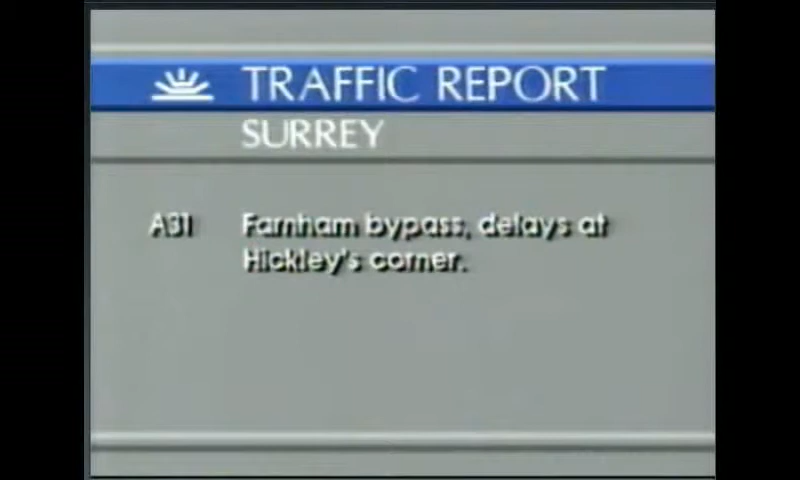 TRAFFIC REPORT
SURREY
A31 Farnham bypass, delays at
Hickley's corner.